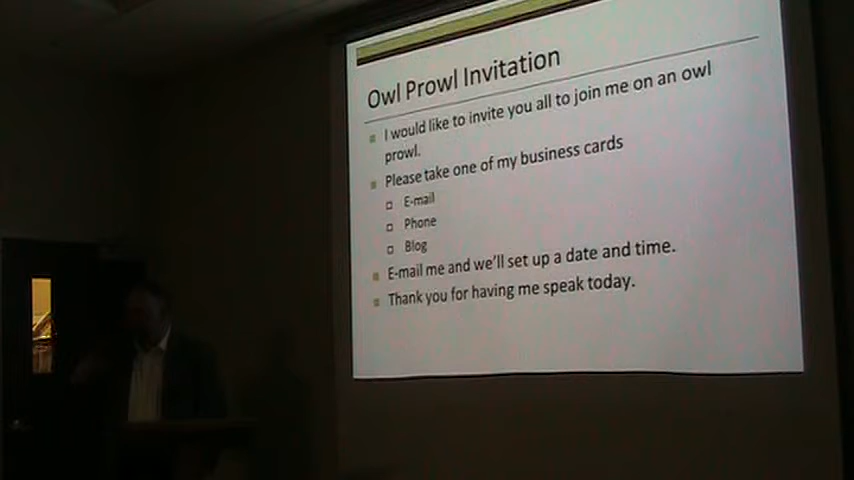 Owl Prowl Invitation
I would like to invite you all to join me on an owl
prowl.
Please take one of my business cards
E-mail
Phone
Blog
E-mail me and we'll set up a date and time.
Thank you for having me speak today.